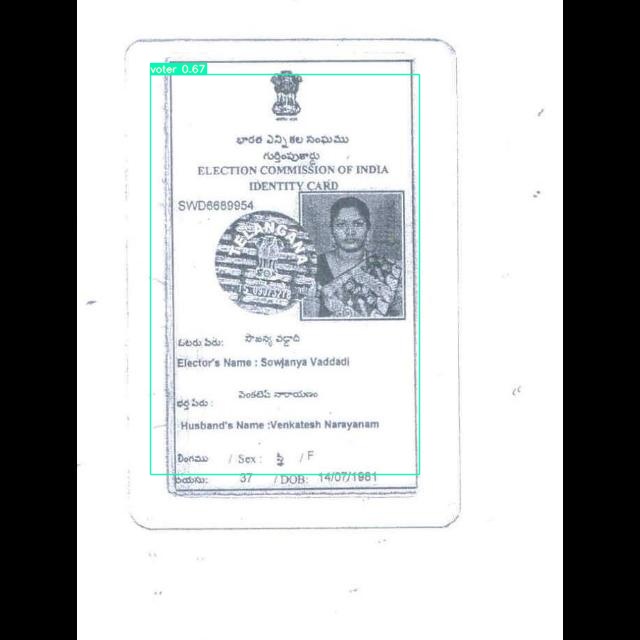 voter 0.67
భారత ఎన్నికల సంఘము
గుర్తింపుకార్డు
ELECTION COMMISSION OF INDIA
IDENTITY CARD
SWD6689954
TELANGANA
ఓటరు పేరు: సౌజన్య వడ్డాది
Elector's Name : Sowjanya Vaddadi
భర్త పేరు : వెంకటేష్ నారాయణం
Husband's Name :Venkatesh Narayanam
లింగము / Sex : స్త్రీ / F
వయసు: 37 / DOB: 14/07/1981